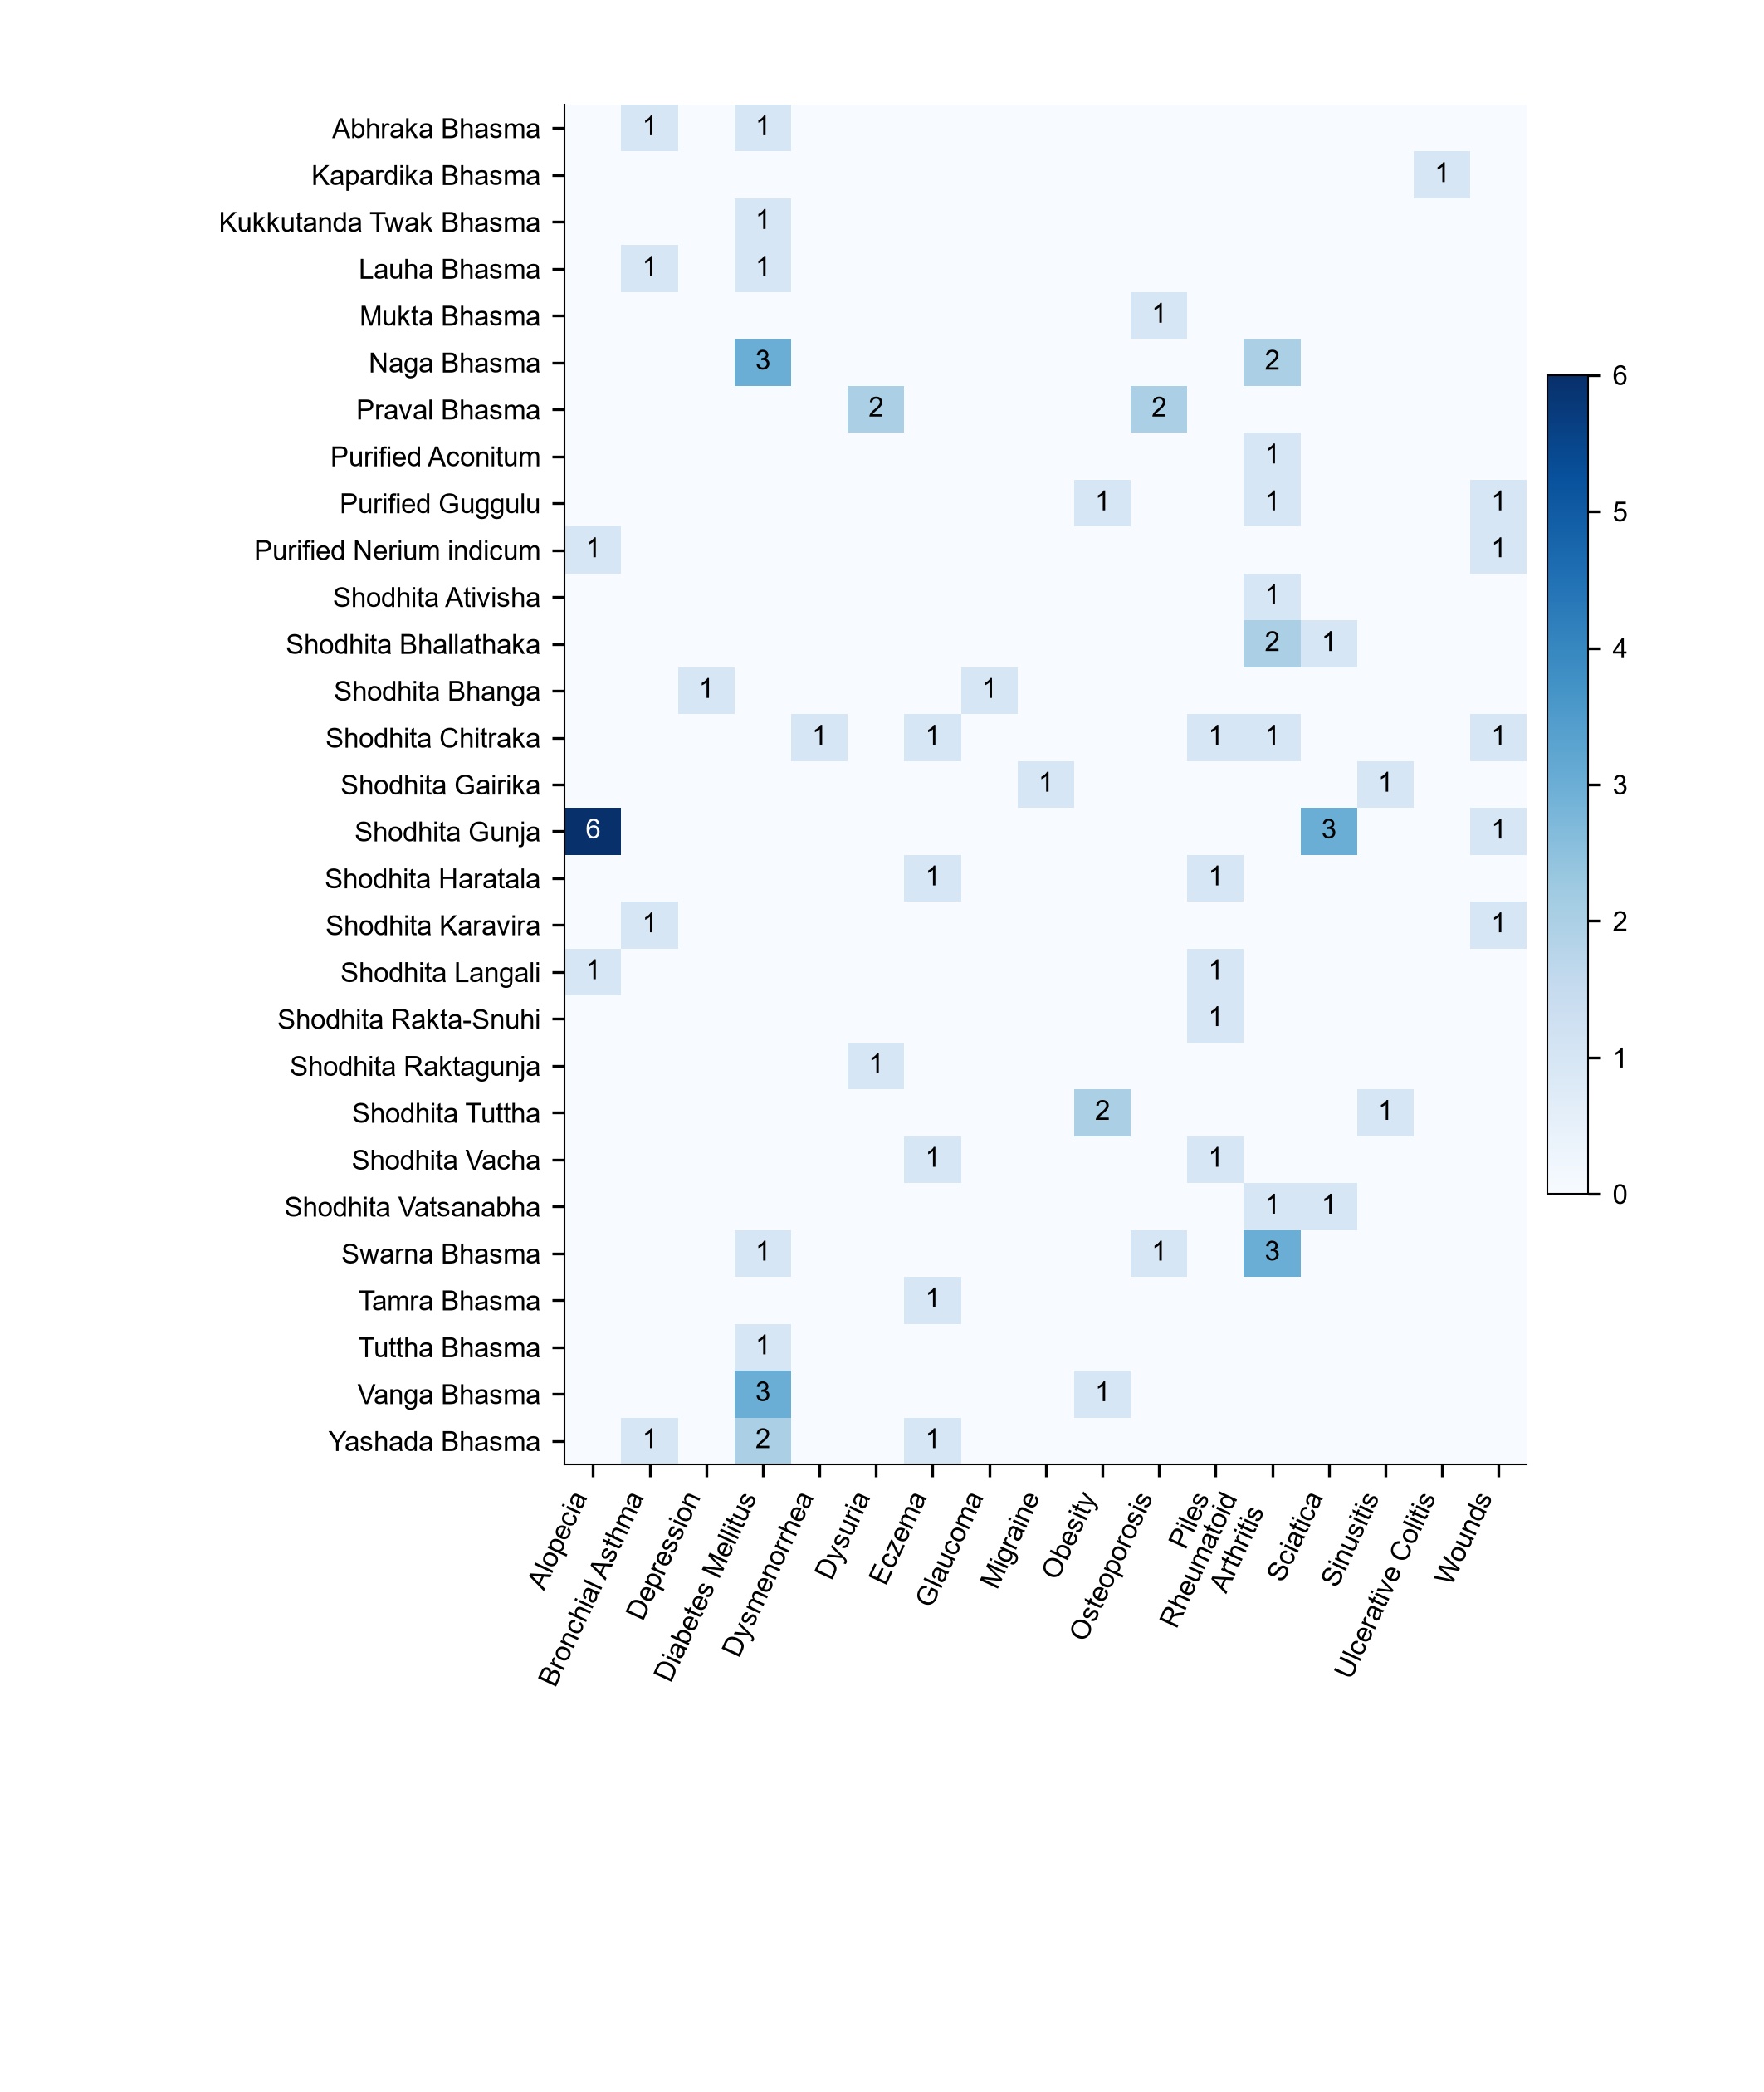 Abhraka Bhasma 1 1
Kapardika Bhasma 1
Kukkutanda Twak Bhasma 1
Lauha Bhasma 1 1
Mukta Bhasma 1
Naga Bhasma 3 2
6
Praval Bhasma 2 2
Purified Aconitum 1
Purified Guggulu 1 1 1
5
Purified Nerium indicum 1 1
Shodhita Ativisha 1
Shodhita Bhallathaka 2 1
4
Shodhita Bhanga 1 1
Shodhita Chitraka 1 1 1 1 1
Shodhita Gairika 1 1
3
Shodhita Gunja 6 3 1
Shodhita Haratala 1 1
Shodhita Karavira 1 1
2
Shodhita Langali 1 1
Shodhita Rakta-Snuhi 1
Shodhita Raktagunja 1
1
Shodhita Tuttha 2 1
Shodhita Vacha 1 1
Shodhita Vatsanabha 1 1
0
Swarna Bhasma 1 1 3
Tamra Bhasma 1
Tuttha Bhasma 1
Vanga Bhasma 3 1
Yashada Bhasma 1 2 1
Alopecia
Bronchial Asthma
Depression
Diabetes Mellitus
Dysmenorrhea
Dysuria
Eczema
Glaucoma
Migraine
Obesity
Osteoporosis
Piles
Rheumatoid
Arthritis
Sciatica
Sinusitis
Ulcerative Colitis
Wounds